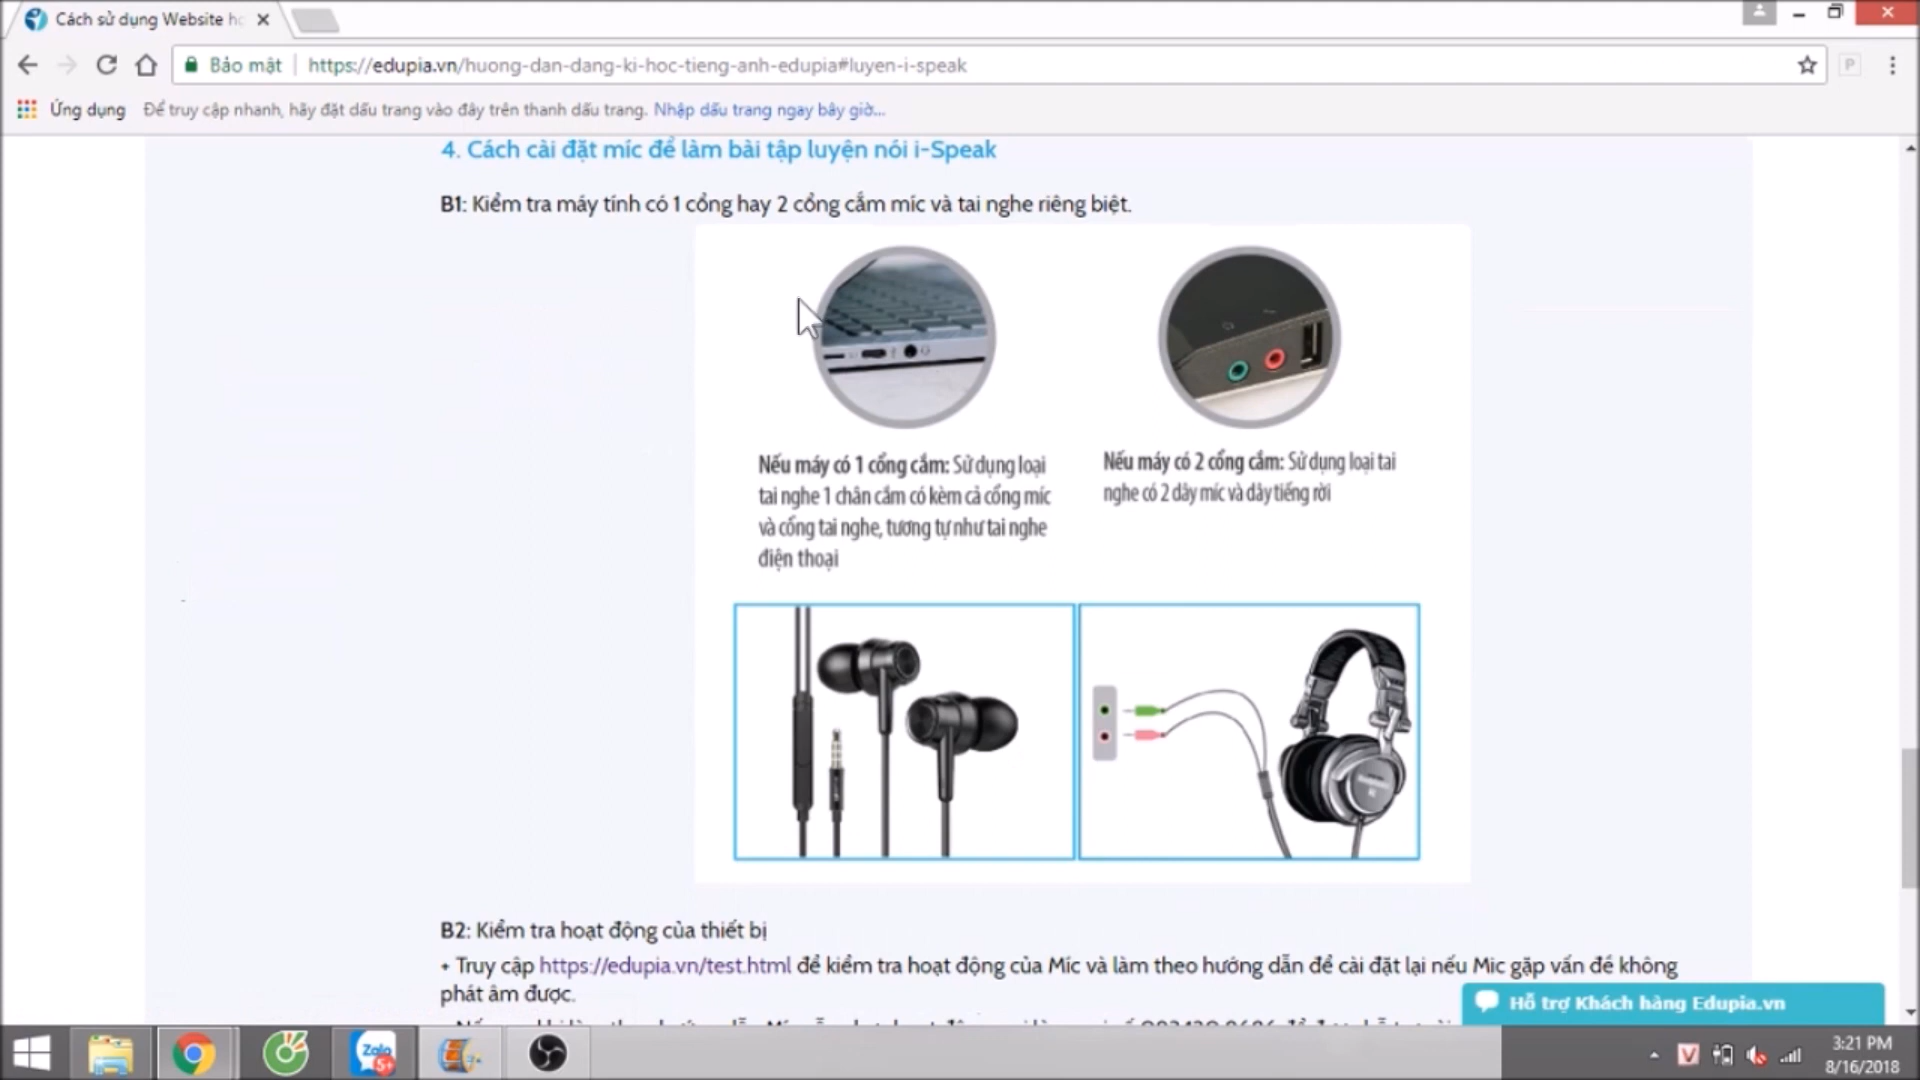 Cách sử dụng Website họ
Bảo mật
https://edupia.vn/huong-dan-dang-ki-hoc-tieng-anh-edupia#luyen-i-speak
P
Ứng dụng
Để truy cập nhanh, hãy đặt dấu trang vào đây trên thanh dấu trang. Nhập dấu trang ngay bây giờ...
4. Cách cài đặt míc để làm bài tập luyện nói i-Speak
B1: Kiểm tra máy tính có 1 cổng hay 2 cổng cắm míc và tai nghe riêng biệt.
Nếu máy có 1 cổng cắm: Sử dụng loại
tai nghe 1 chân cắm có kèm cả cổng míc
và cổng tai nghe, tương tự như tai nghe
điện thoại
Nếu máy có 2 cổng cắm: Sử dụng loại tai
nghe có 2 dây míc và dây tiếng rời
B2: Kiểm tra hoạt động của thiết bị
+ Truy cập https://edupia.vn/test.html để kiểm tra hoạt động của Míc và làm theo hướng dẫn để cài đặt lại nếu Mic gặp vấn đề không
phát âm được.
Hỗ trợ Khách hàng Edupia.vn
Zalo
5+
V
3:21 PM
8/16/2018